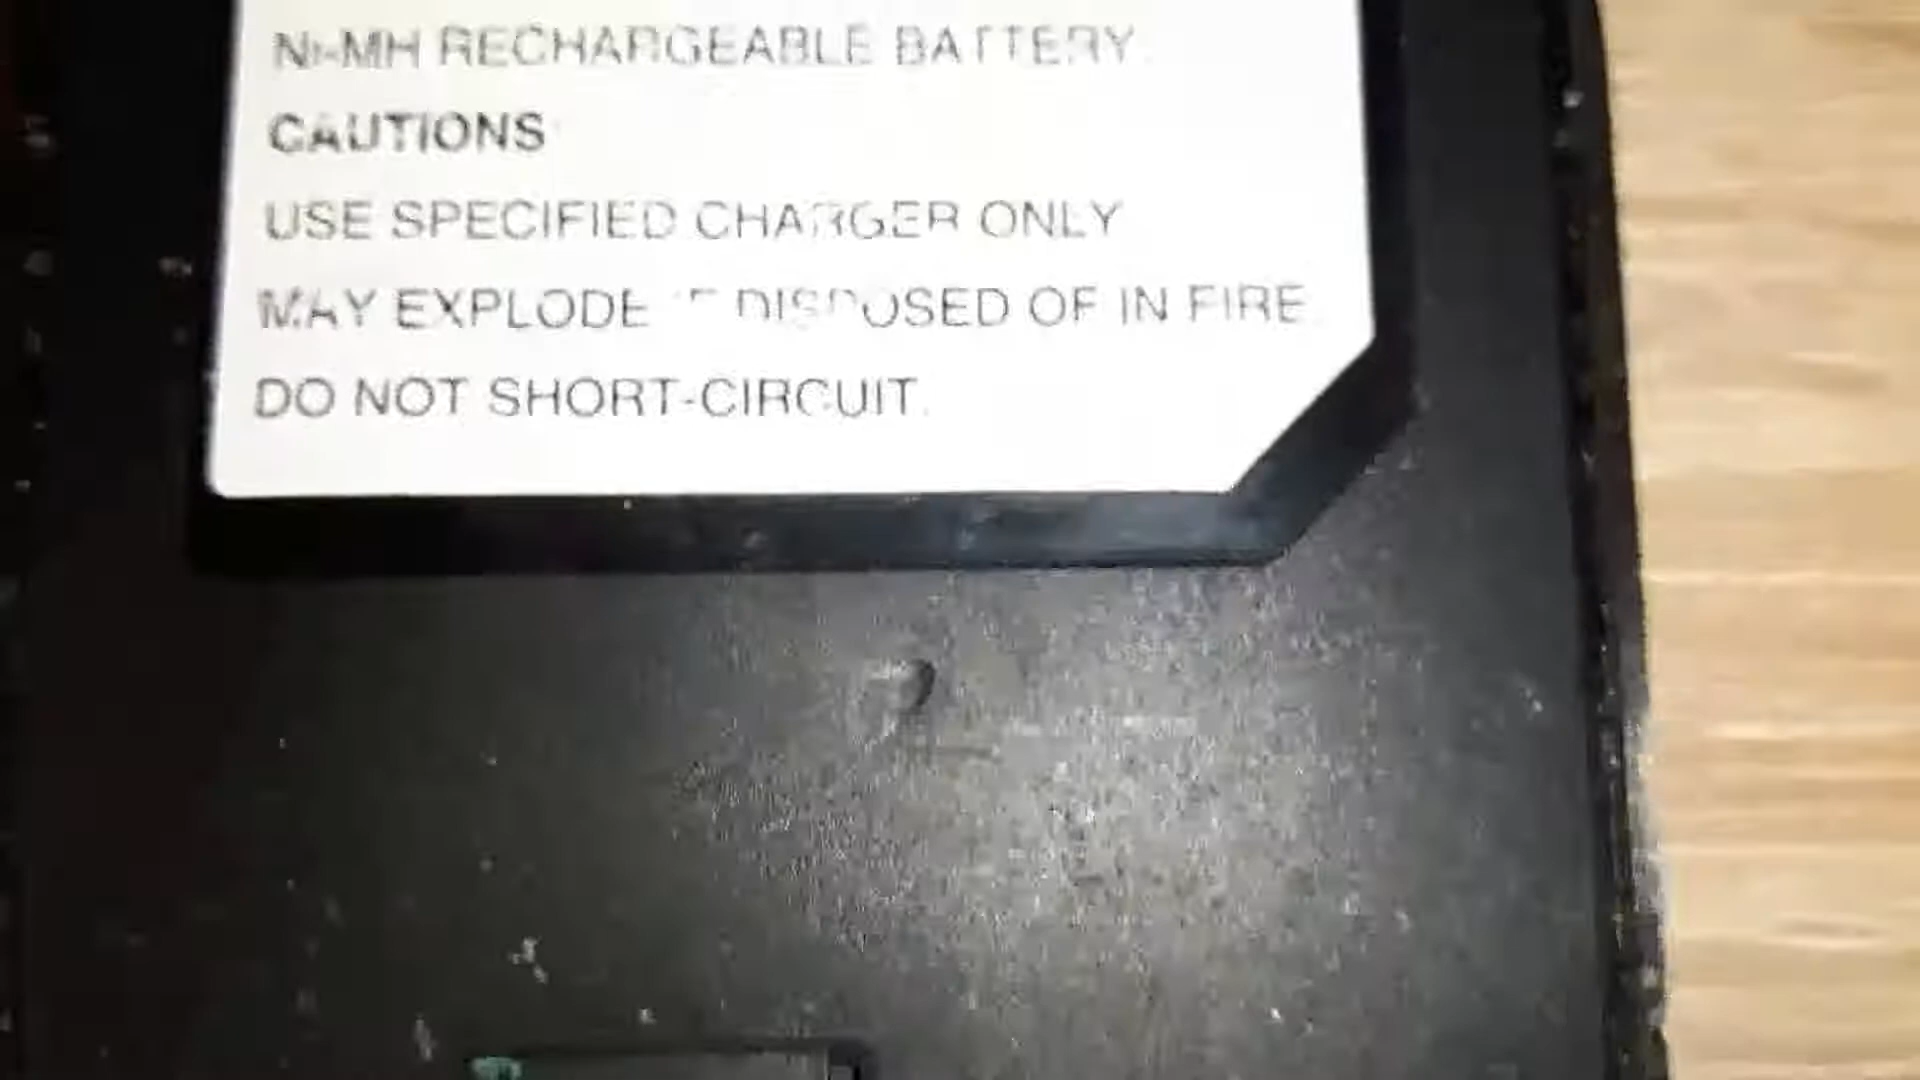 Ni-MH RECHARGEABLE BATTERY.
CAUTIONS
USE SPECIFIED CHARGER ONLY
MAY EXPLODE IF DISPOSED OF IN FIRE.
DO NOT SHORT-CIRCUIT.